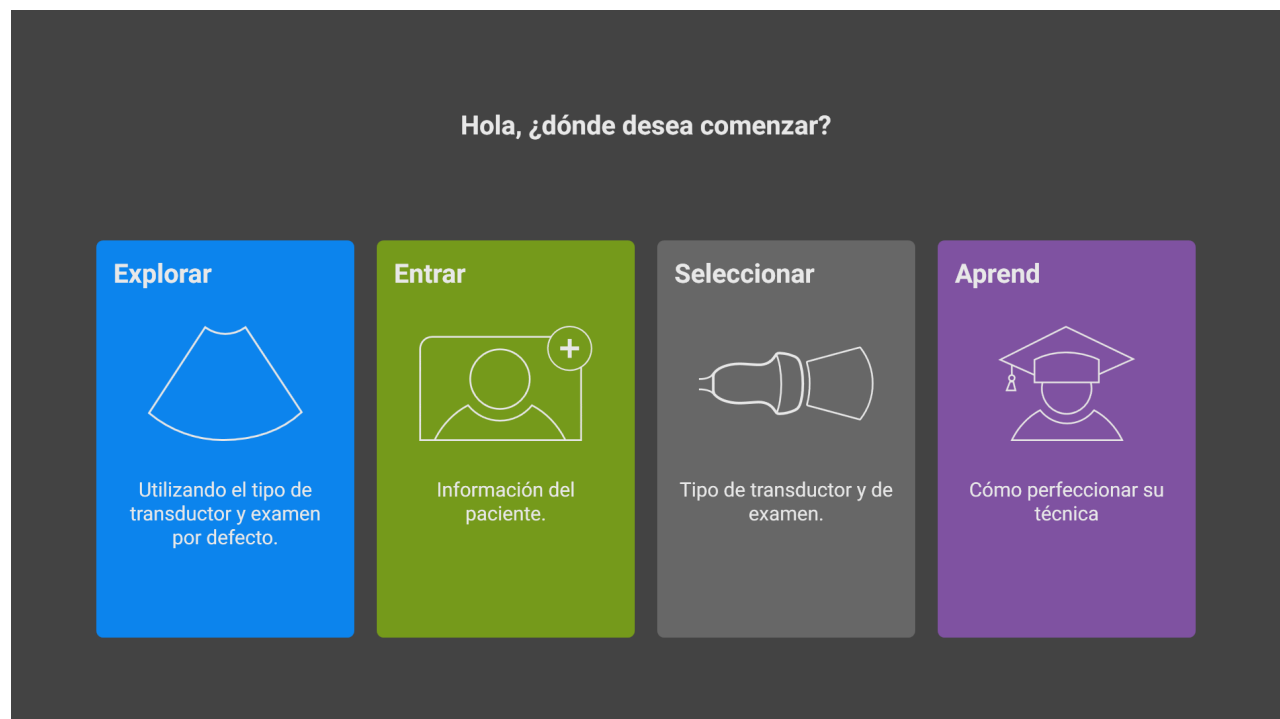 Hola, ¿dónde desea comenzar?
Explorar
Utilizando el tipo de
transductor y examen
por defecto.
Entrar
Información del
paciente.
Seleccionar
Tipo de transductor y de
examen.
Aprend
Cómo perfeccionar su
técnica